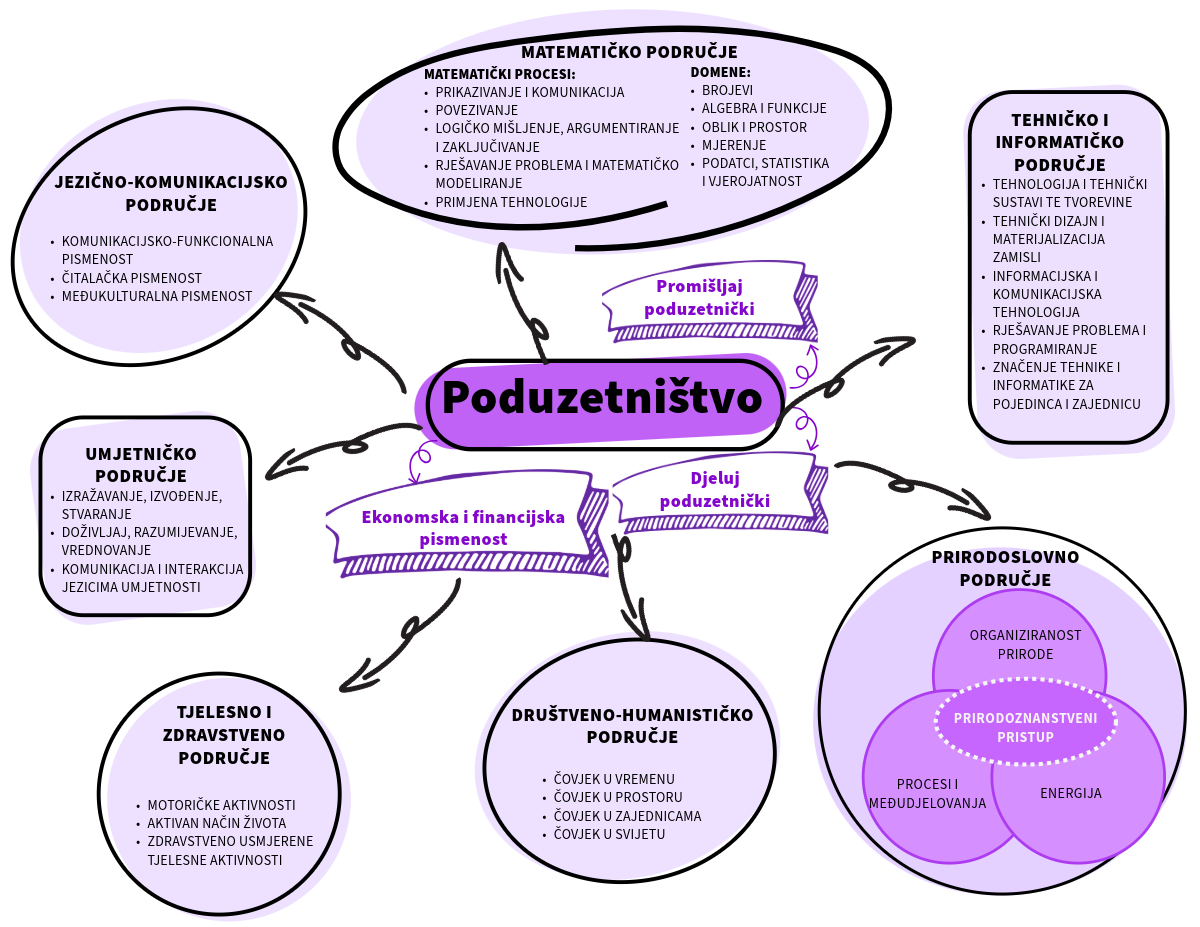 MATEMATIČKO PODRUČJE
MATEMATIČKI PROCESI:
• PRIKAZIVANJE I KOMUNIKACIJA
• POVEZIVANJE
• LOGIČKO MIŠLJENJE, ARGUMENTIRANJE
I ZAKLJUČIVANJE
• RJEŠAVANJE PROBLEMA I MATEMATIČKO
MODELIRANJE
• PRIMJENA TEHNOLOGIJE
DOMENE:
• BROJEVI
• ALGEBRA I FUNKCIJE
• OBLIK I PROSTOR
• MJERENJE
• PODATCI, STATISTIKA
I VJEROJATNOST
TEHNIČKO I
INFORMATIČKO
PODRUČJE
• TEHNOLOGIJA I TEHNIČKI
SUSTAVI TE TVOREVINE
• TEHNIČKI DIZAJN I
MATERIJALIZACIJA
ZAMISLI
• INFORMACIJSKA I
KOMUNIKACIJSKA
TEHNOLOGIJA
• RJEŠAVANJE PROBLEMA I
PROGRAMIRANJE
• ZNAČENJE TEHNIKE I
INFORMATIKE ZA
POJEDINCA I ZAJEDNICU
JEZIČNO-KOMUNIKACIJSKO
PODRUČJE
• KOMUNIKACIJSKO-FUNKCIONALNA
PISMENOST
• ČITALAČKA PISMENOST
• MEĐUKULTURALNA PISMENOST
Promišljaj
poduzetnički
Poduzetništvo
UMJETNIČKO
PODRUČJE
• IZRAŽAVANJE, IZVOĐENJE,
STVARANJE
• DOŽIVLJAJ, RAZUMIJEVANJE,
VREDNOVANJE
• KOMUNIKACIJA I INTERAKCIJA
JEZICIMA UMJETNOSTI
Ekonomska i financijska
pismenost
Djeluj
poduzetnički
PRIRODOSLOVNO
PODRUČJE
ORGANIZIRANOST
PRIRODE
PRIRODOZNANSTVENI
PRISTUP
PROCESI I
MEĐUDJELOVANJA
ENERGIJA
TJELESNO I
ZDRAVSTVENO
PODRUČJE
• MOTORIČKE AKTIVNOSTI
• AKTIVAN NAČIN ŽIVOTA
• ZDRAVSTVENO USMJERENE
TJELESNE AKTIVNOSTI
DRUŠTVENO-HUMANISTIČKO
PODRUČJE
• ČOVJEK U VREMENU
• ČOVJEK U PROSTORU
• ČOVJEK U ZAJEDNICAMA
• ČOVJEK U SVIJETU